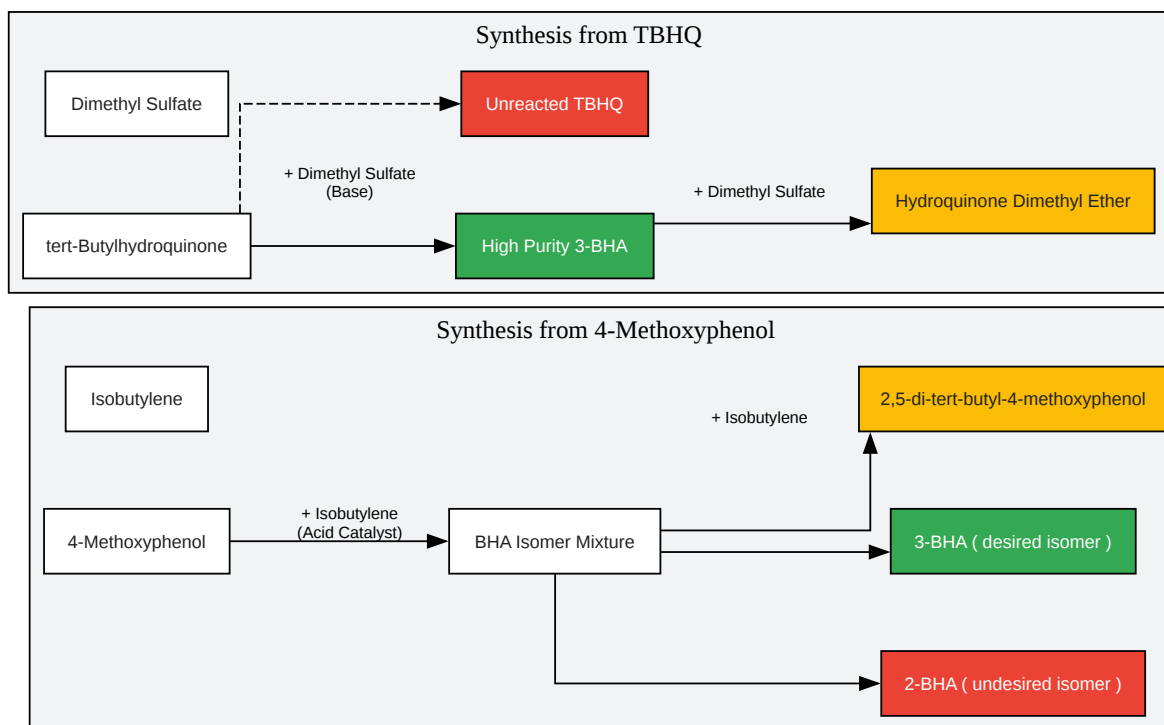 Synthesis from TBHQ
Dimethyl Sulfate
Unreacted TBHQ
+ Dimethyl Sulfate
(Base)
+ Dimethyl Sulfate
Hydroquinone Dimethyl Ether
tert-Butylhydroquinone
High Purity 3-BHA
Synthesis from 4-Methoxyphenol
Isobutylene
2,5-di-tert-butyl-4-methoxyphenol
+ Isobutylene
+ Isobutylene
(Acid Catalyst)
4-Methoxyphenol
BHA Isomer Mixture
3-BHA ( desired isomer )
2-BHA ( undesired isomer )